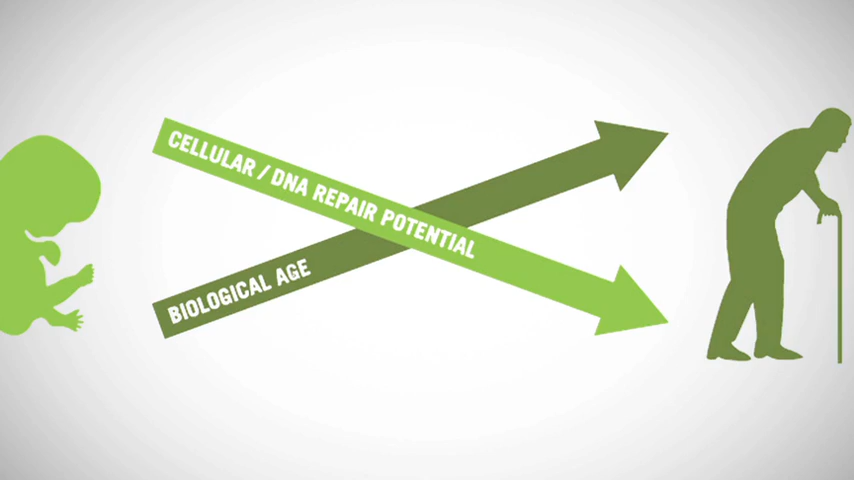 CELLULAR / DNA REPAIR POTENTIAL
BIOLOGICAL AGE